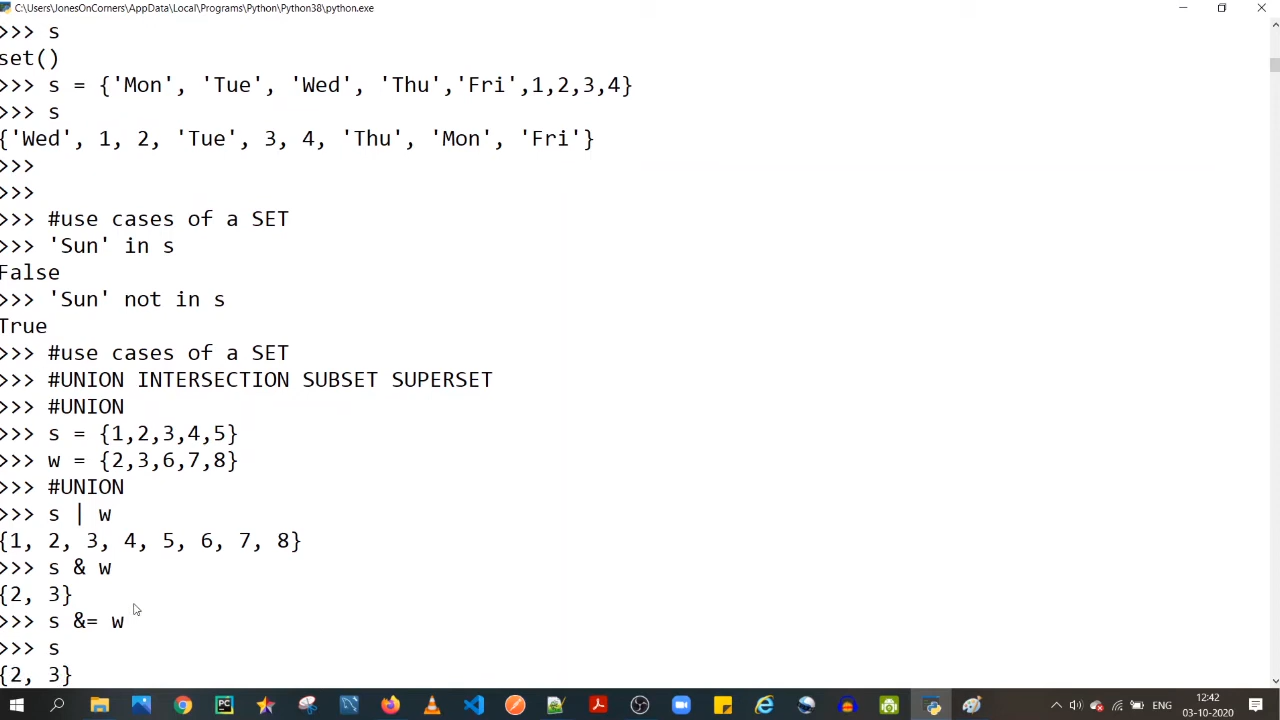 C:\Users\JonesOnCorners\AppData\Local\Programs\Python\Python38\python.exe
>>> s
set()
>>> s = {'Mon', 'Tue', 'Wed', 'Thu','Fri',1,2,3,4}
>>> s
{'Wed', 1, 2, 'Tue', 3, 4, 'Thu', 'Mon', 'Fri'}
>>>
>>>
>>> #use cases of a SET
>>> 'Sun' in s
False
>>> 'Sun' not in s
True
>>> #use cases of a SET
>>> #UNION INTERSECTION SUBSET SUPERSET
>>> #UNION
>>> s = {1,2,3,4,5}
>>> w = {2,3,6,7,8}
>>> #UNION
>>> s | w
{1, 2, 3, 4, 5, 6, 7, 8}
>>> s & w
{2, 3}
>>> s &= w
>>> s
{2, 3}
PC
ENG
12:42
03-10-2020